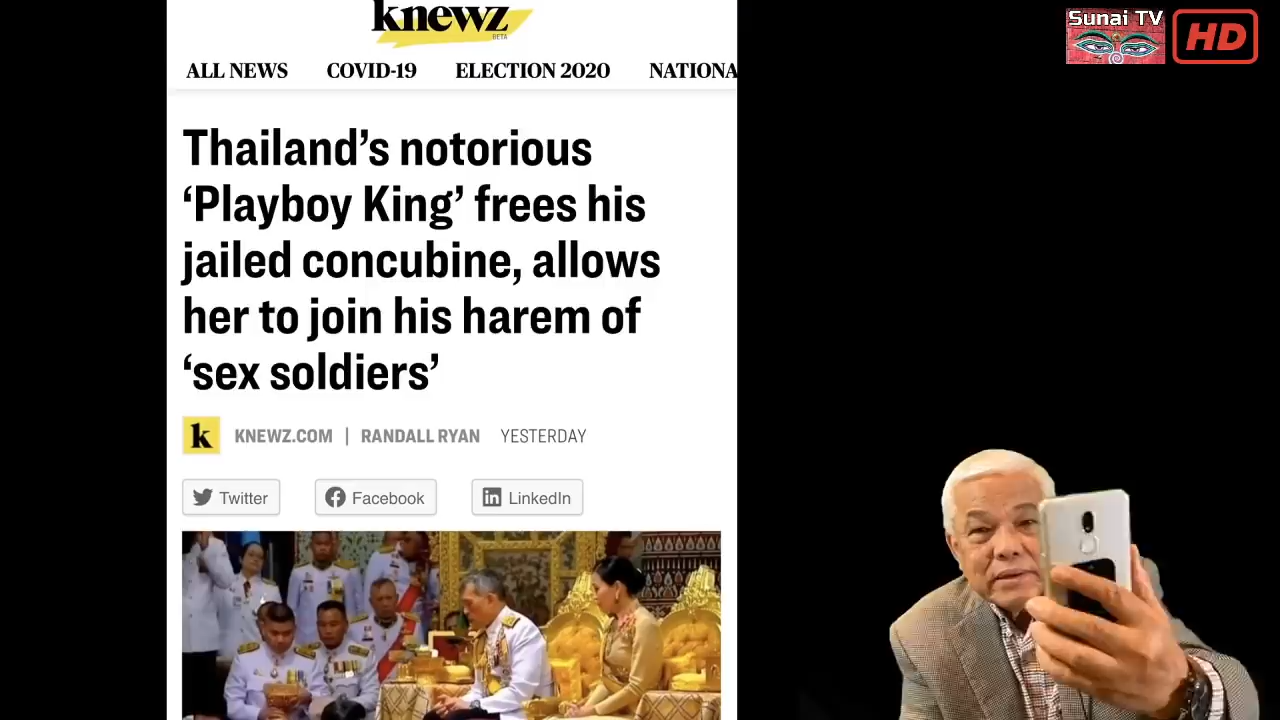 knewz
BETA
Sunai TV
HD
ALL NEWS COVID-19 ELECTION 2020 NATIONA
Thailand's notorious
‘Playboy King’ frees his
jailed concubine, allows
her to join his harem of
‘sex soldiers’
k KNEWZ.COM | RANDALL RYAN YESTERDAY
Twitter Facebook LinkedIn